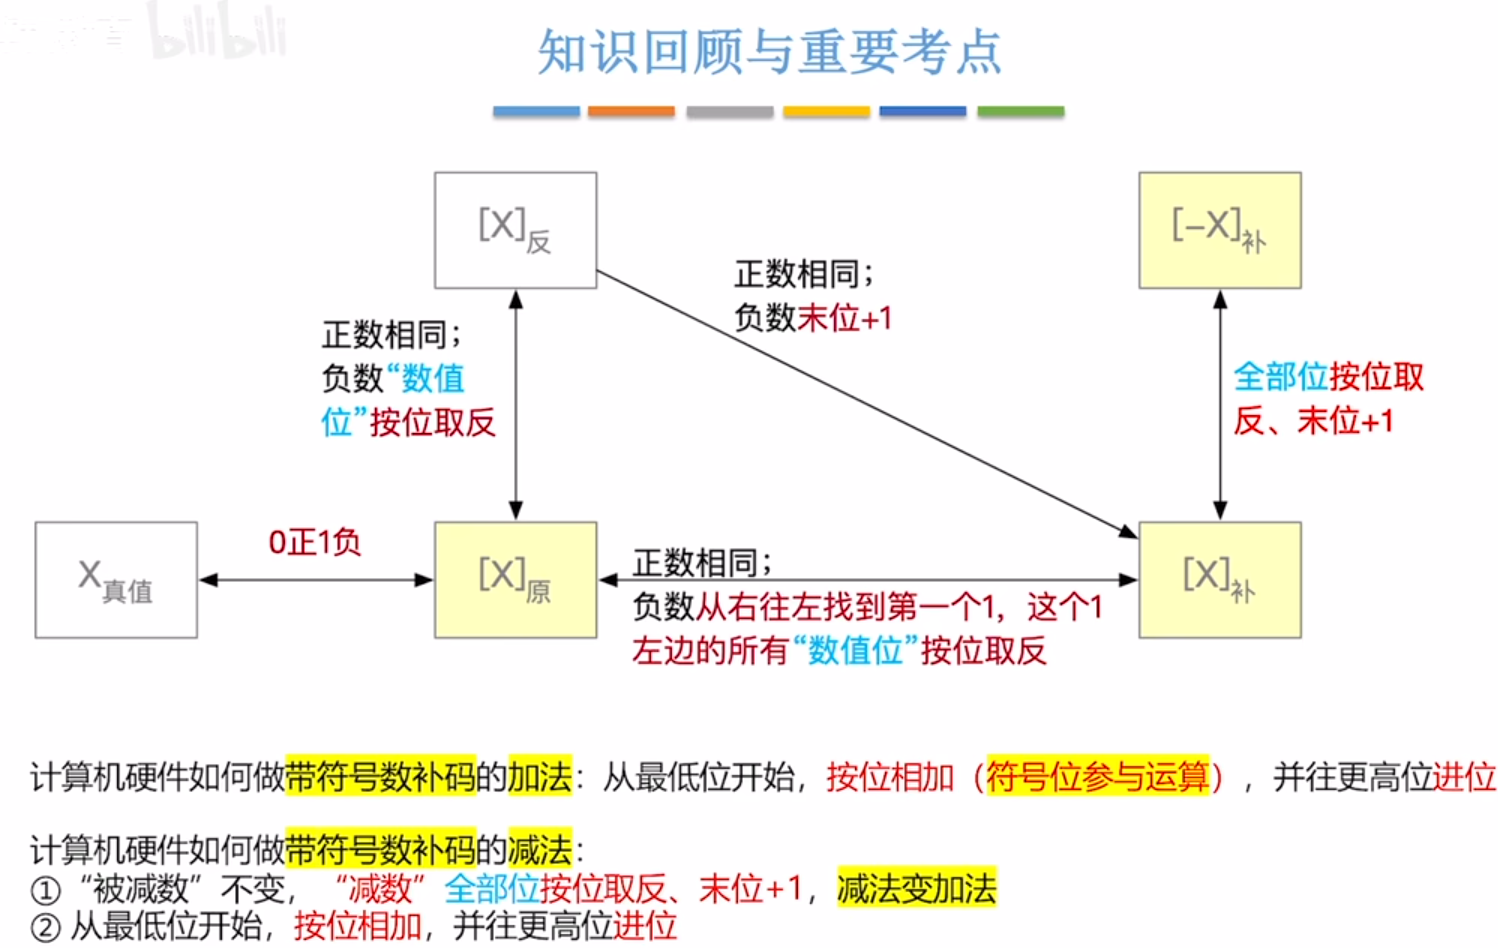 bilibili
知识回顾与重要考点
[X]反
[-X]补
正数相同；
负数末位+1
正数相同；
负数“数值
位”按位取反
全部位按位取
反、末位+1
X真值
0正1负
[X]原
正数相同；
负数从右往左找到第一个1，这个1
左边的所有“数值位”按位取反
[X]补
计算机硬件如何做带符号数补码的加法：从最低位开始，按位相加（符号位参与运算），并往更高位进位
计算机硬件如何做带符号数补码的减法：
①“被减数”不变，“减数”全部位按位取反、末位+1，减法变加法
②从最低位开始，按位相加，并往更高位进位